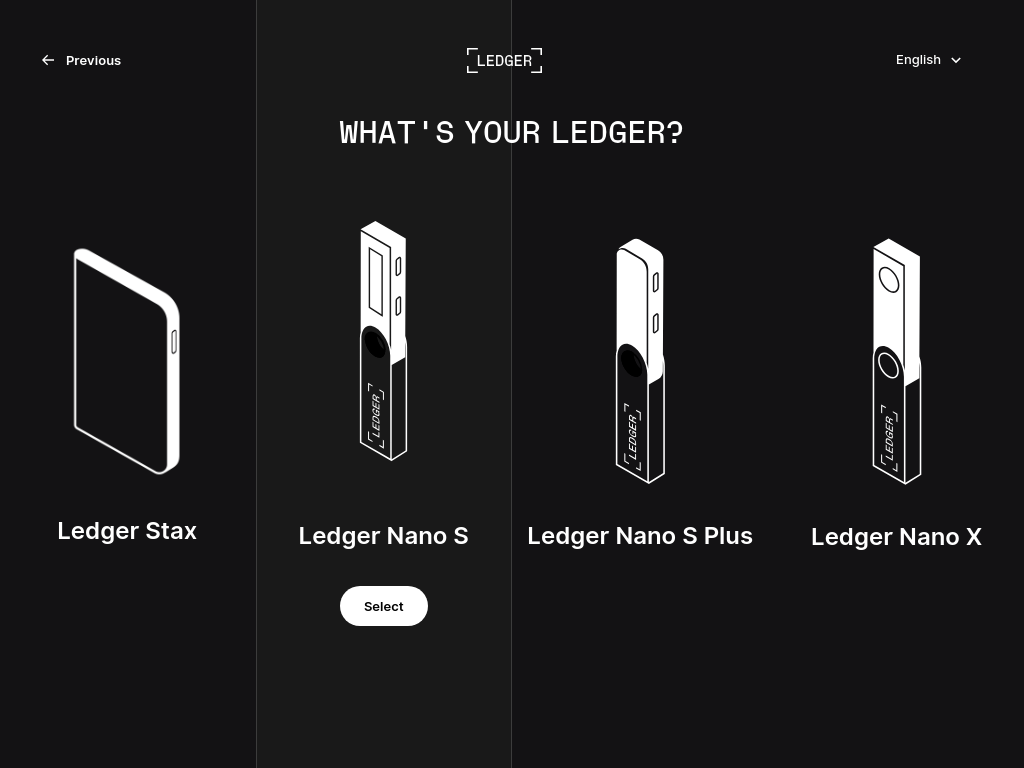 Previous
LEDGER
English
WHAT'S YOUR LEDGER?
LEDGER
LEDGER
LEDGER
Ledger Stax
Ledger Nano S
Ledger Nano S Plus
Ledger Nano X
Select